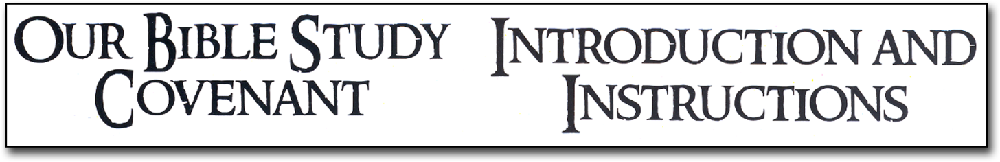 OUR BIBLE STUDY
COVENANT
INTRODUCTION AND
INSTRUCTIONS